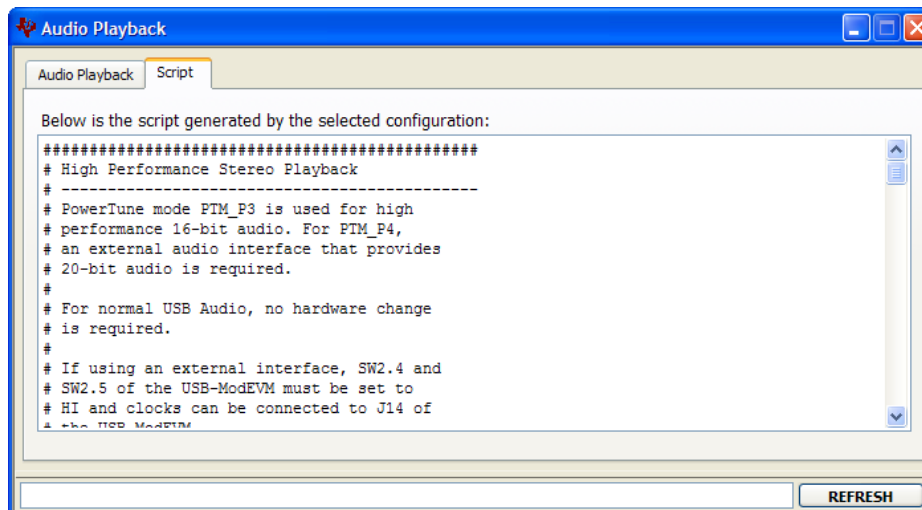 Audio Playback
Audio Playback
Script
Below is the script generated by the selected configuration:
###############################################
# High Performance Stereo Playback
# ---------------------------------------------
# PowerTune mode PTM_P3 is used for high
# performance 16-bit audio. For PTM_P4,
# an external audio interface that provides
# 20-bit audio is required.
#
# For normal USB Audio, no hardware change
# is required.
#
# If using an external interface, SW2.4 and
# SW2.5 of the USB-ModEVM must be set to
# HI and clocks can be connected to J14 of
# the USB-ModEVM
REFRESH